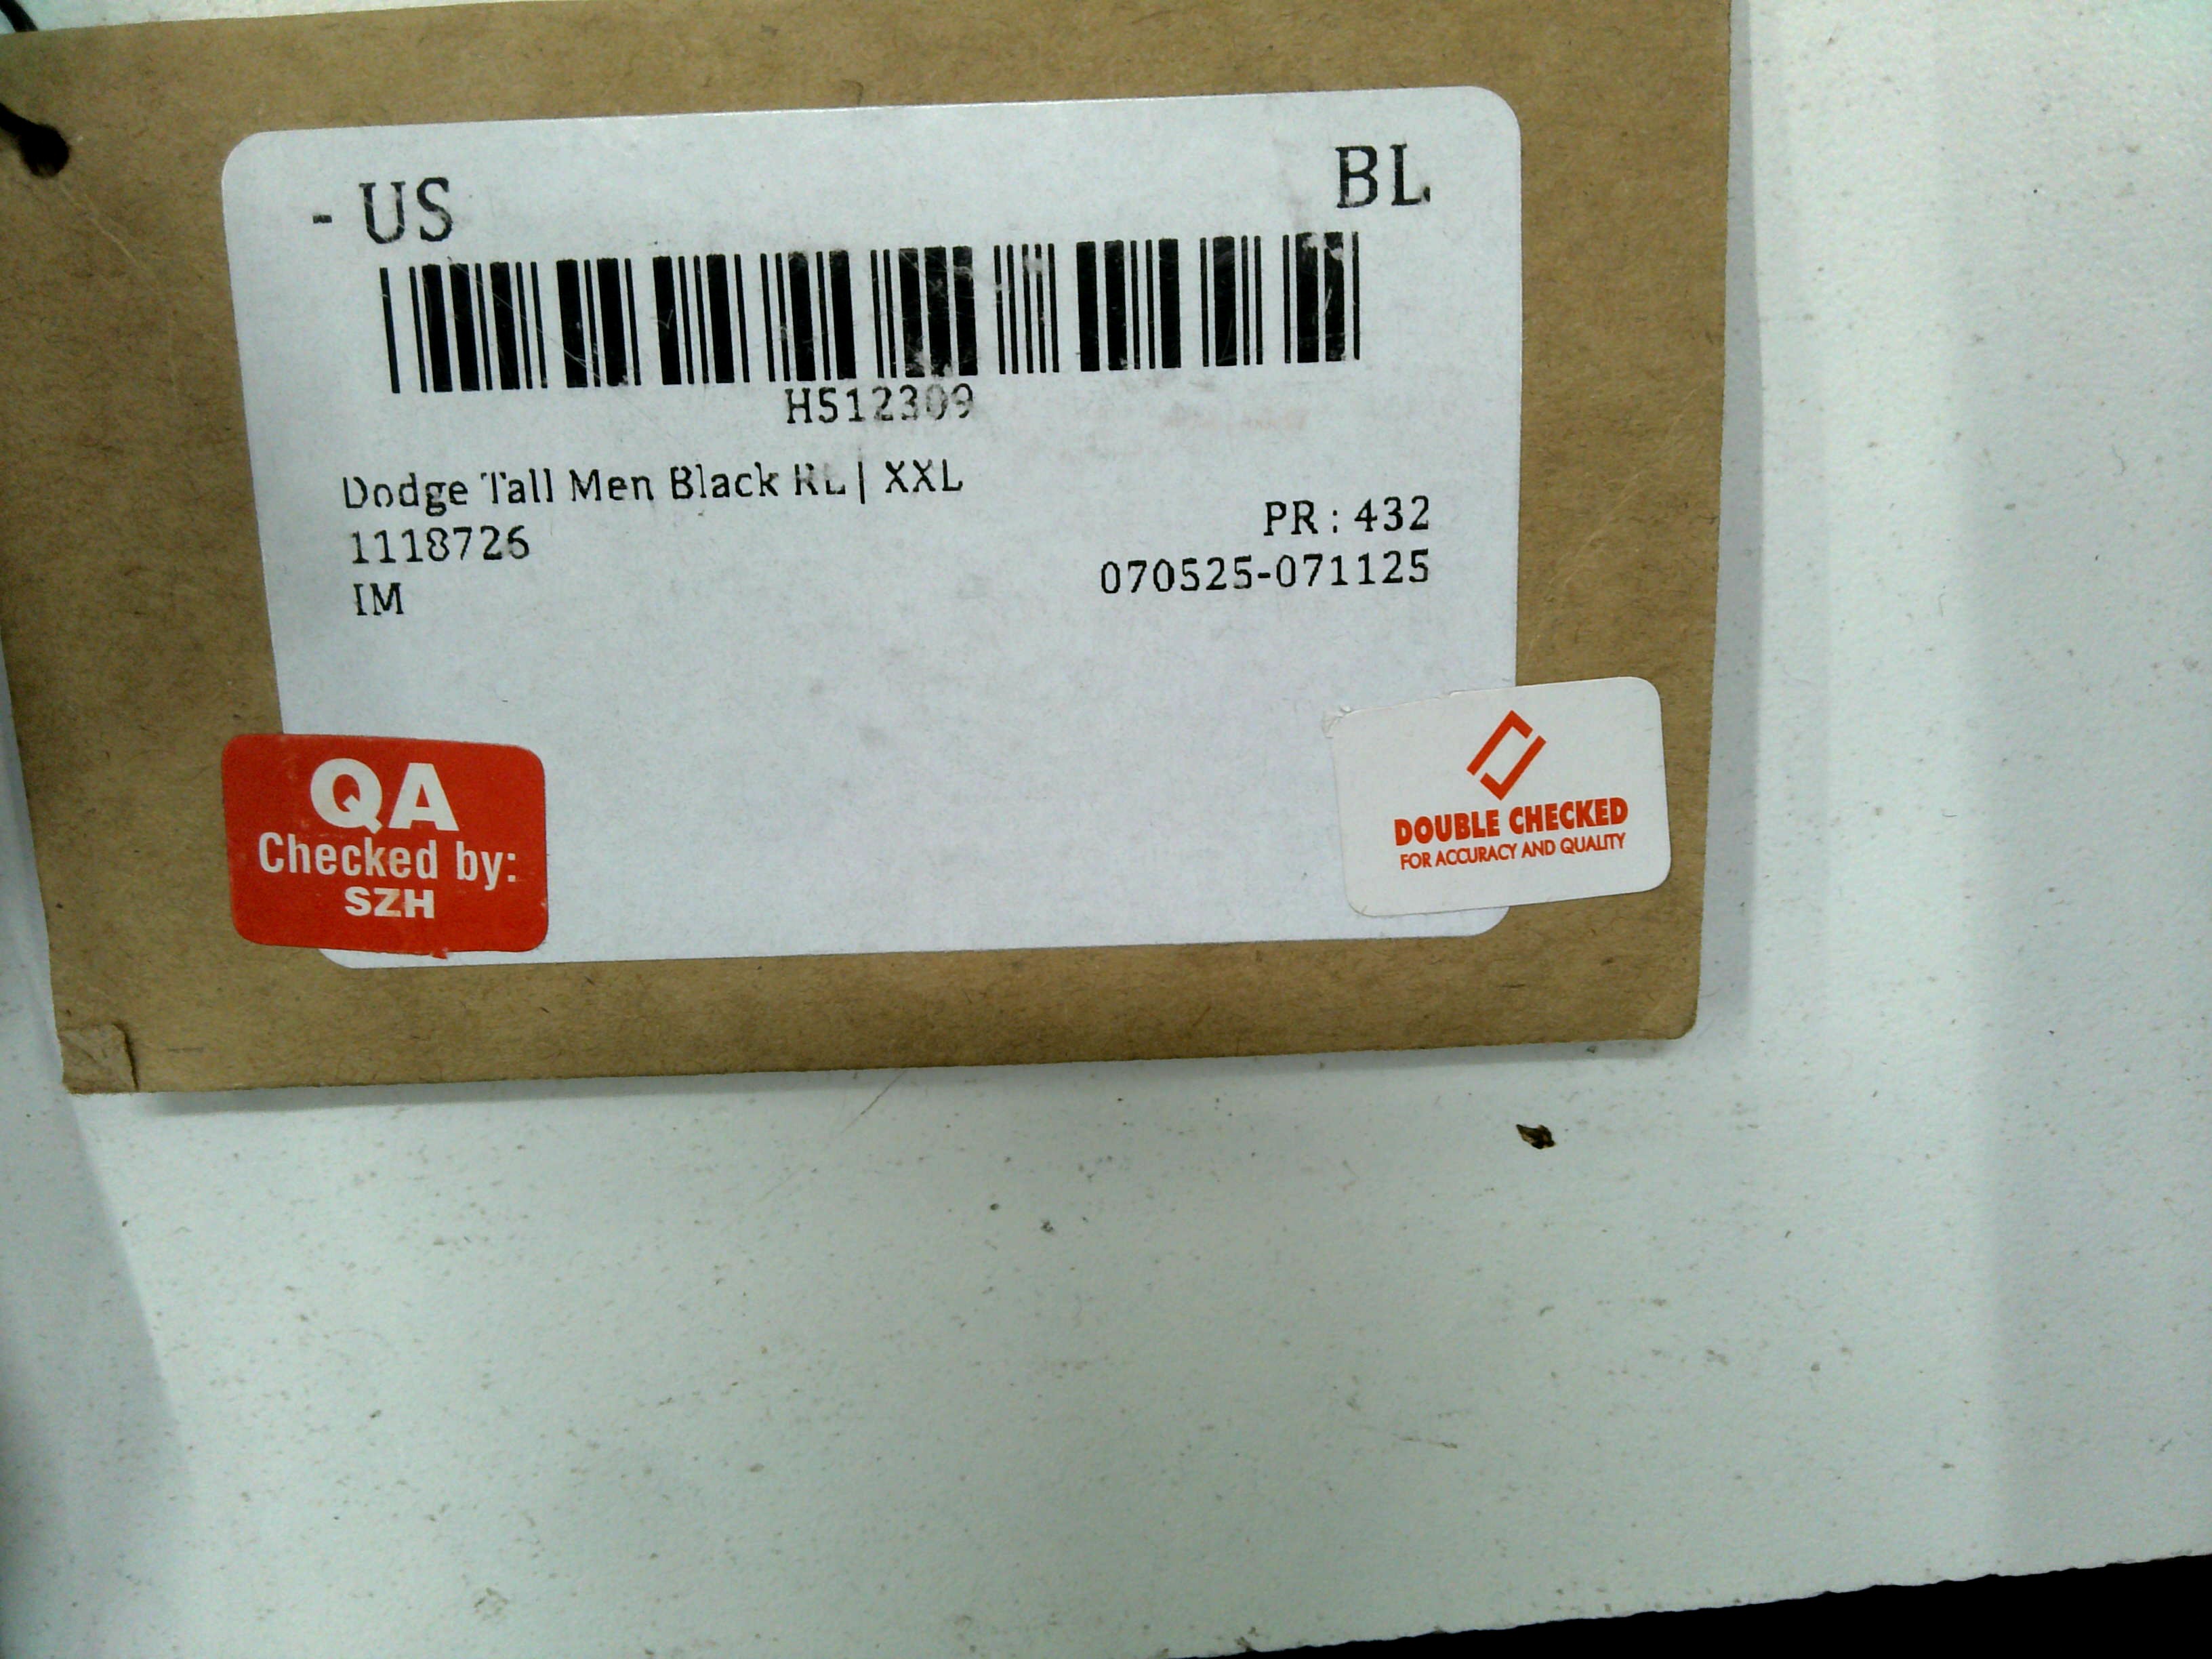 - US BL
H512309
Dodge Tall Men Black RL | XXL
1118726
PR : 432
IM
070525-071125
QA
Checked by:
SZH
DOUBLE CHECKED
FOR ACCURACY AND QUALITY